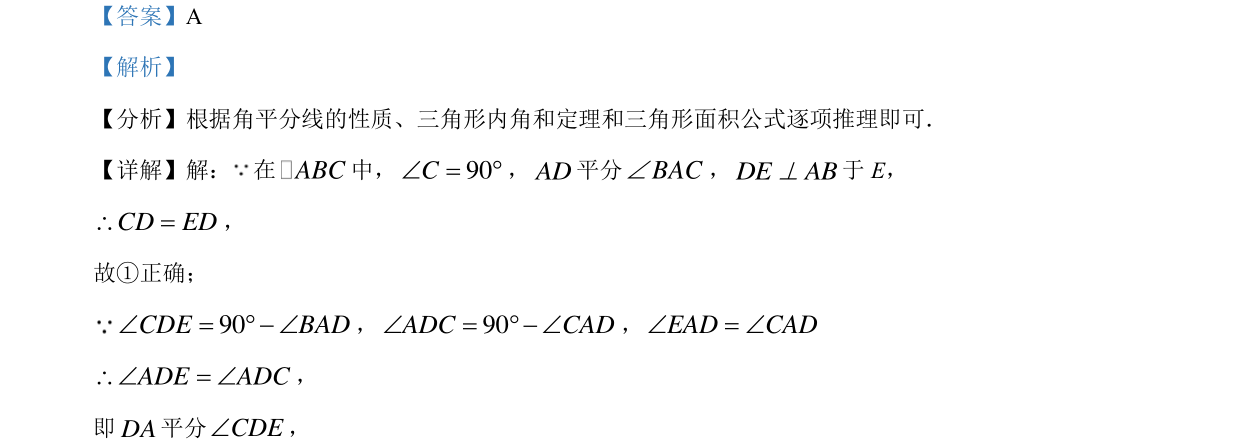 【答案】A
【解析】
【分析】根据角平分线的性质、三角形内角和定理和三角形面积公式逐项推理即可.
【详解】解：∵在□ABC中，∠C=90°，AD平分∠BAC，DE⊥AB于E，
∴CD=ED，
故①正确；
∵∠CDE=90°−∠BAD，∠ADC=90°−∠CAD，∠EAD=∠CAD
∴∠ADE=∠ADC，
即DA平分∠CDE，